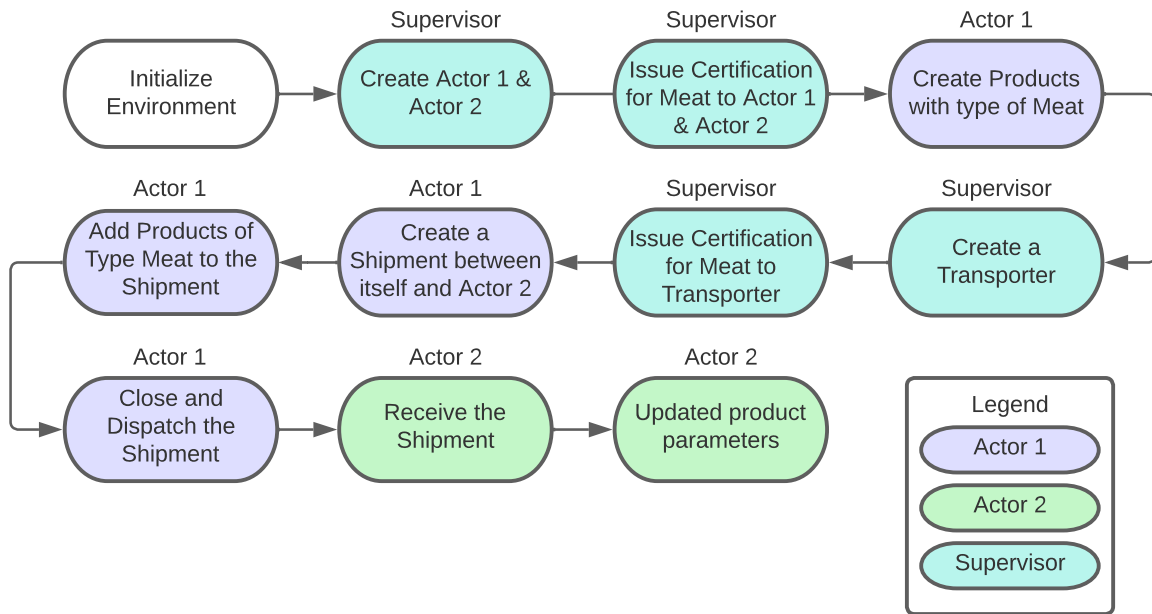 Supervisor
Supervisor
Actor 1
Initialize
Environment
Create Actor 1 &
Actor 2
Issue Certification
for Meat to Actor 1
& Actor 2
Create Products
with type of Meat
Actor 1
Actor 1
Supervisor
Supervisor
Add Products of
Type Meat to the
Shipment
Create a
Shipment between
itself and Actor 2
Issue Certification
for Meat to
Transporter
Create a
Transporter
Actor 1
Actor 2
Actor 2
Close and
Dispatch the
Shipment
Receive the
Shipment
Updated product
parameters
Legend
Actor 1
Actor 2
Supervisor